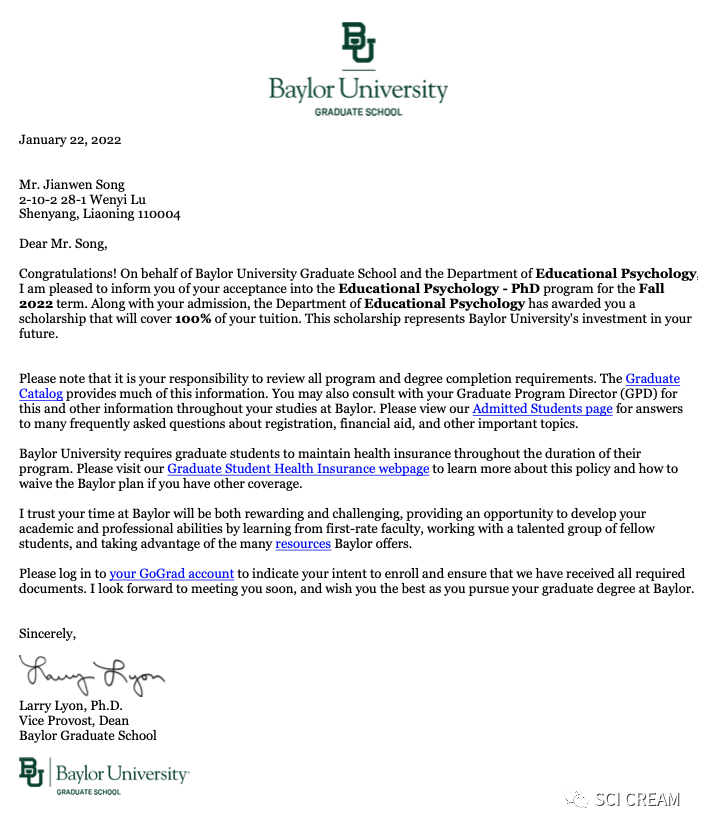 BU
Baylor University
GRADUATE SCHOOL
January 22, 2022
Mr. Jianwen Song
2-10-2 28-1 Wenyi Lu
Shenyang, Liaoning 110004
Dear Mr. Song,
Congratulations! On behalf of Baylor University Graduate School and the Department of Educational Psychology,
I am pleased to inform you of your acceptance into the Educational Psychology - PhD program for the Fall
2022 term. Along with your admission, the Department of Educational Psychology has awarded you a
scholarship that will cover 100% of your tuition. This scholarship represents Baylor University's investment in your
future.
Please note that it is your responsibility to review all program and degree completion requirements. The Graduate
Catalog provides much of this information. You may also consult with your Graduate Program Director (GPD) for
this and other information throughout your studies at Baylor. Please view our Admitted Students page for answers
to many frequently asked questions about registration, financial aid, and other important topics.
Baylor University requires graduate students to maintain health insurance throughout the duration of their
program. Please visit our Graduate Student Health Insurance webpage to learn more about this policy and how to
waive the Baylor plan if you have other coverage.
I trust your time at Baylor will be both rewarding and challenging, providing an opportunity to develop your
academic and professional abilities by learning from first-rate faculty, working with a talented group of fellow
students, and taking advantage of the many resources Baylor offers.
Please log in to your GoGrad account to indicate your intent to enroll and ensure that we have received all required
documents. I look forward to meeting you soon, and wish you the best as you pursue your graduate degree at Baylor.
Sincerely,
Larry Lyon
Larry Lyon, Ph.D.
Vice Provost, Dean
Baylor Graduate School
BU Baylor University
GRADUATE SCHOOL
SCI CREAM